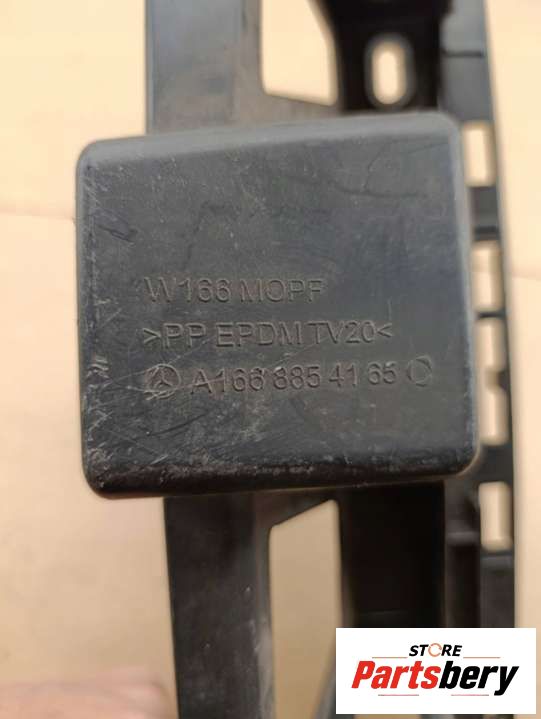 W166 MOPF
>PP EPDM TV20<
A166 885 41 65
STORE
Partsbery